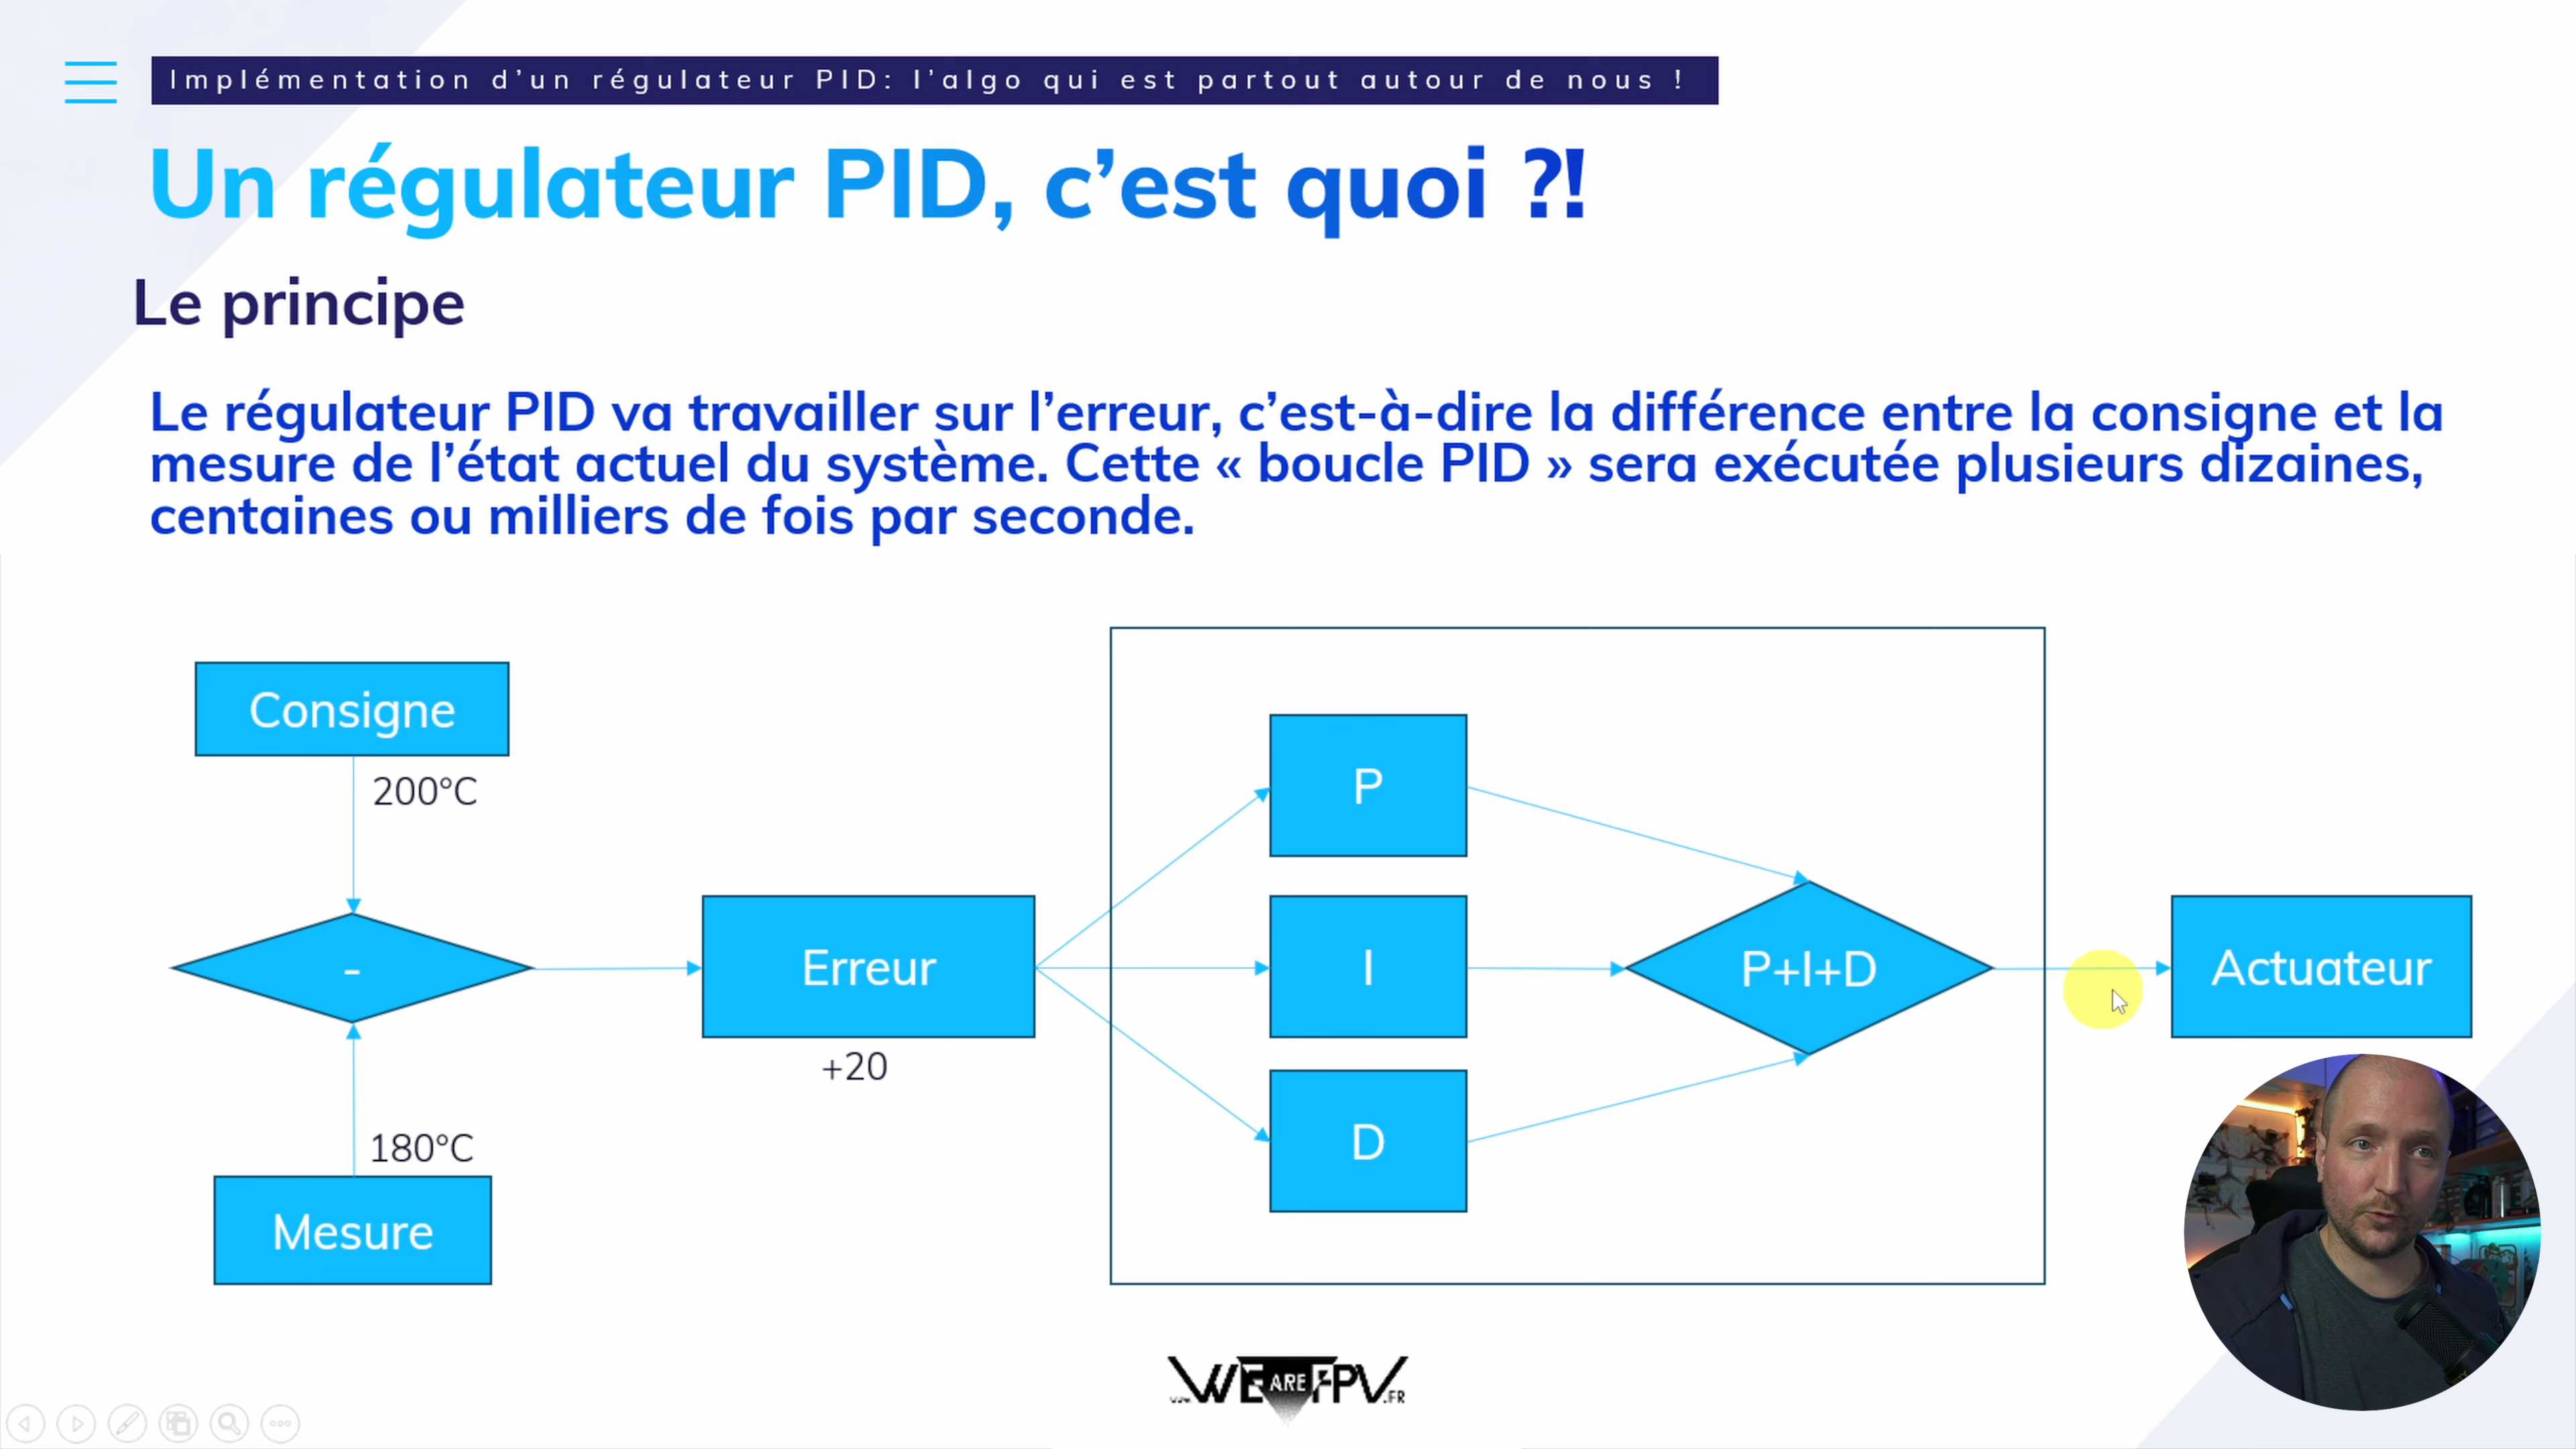 Implémentation d’un régulateur PID: l’algo qui est partout autour de nous !
Un régulateur PID, c’est quoi ?!
Le principe
Le régulateur PID va travailler sur l’erreur, c’est-à-dire la différence entre la consigne et la
mesure de l’état actuel du système. Cette « boucle PID » sera exécutée plusieurs dizaines,
centaines ou milliers de fois par seconde.
Consigne
200°C
-
180°C
Mesure
Erreur
+20
P
I
D
P+I+D
Actuateur
WE ARE FPV .FR